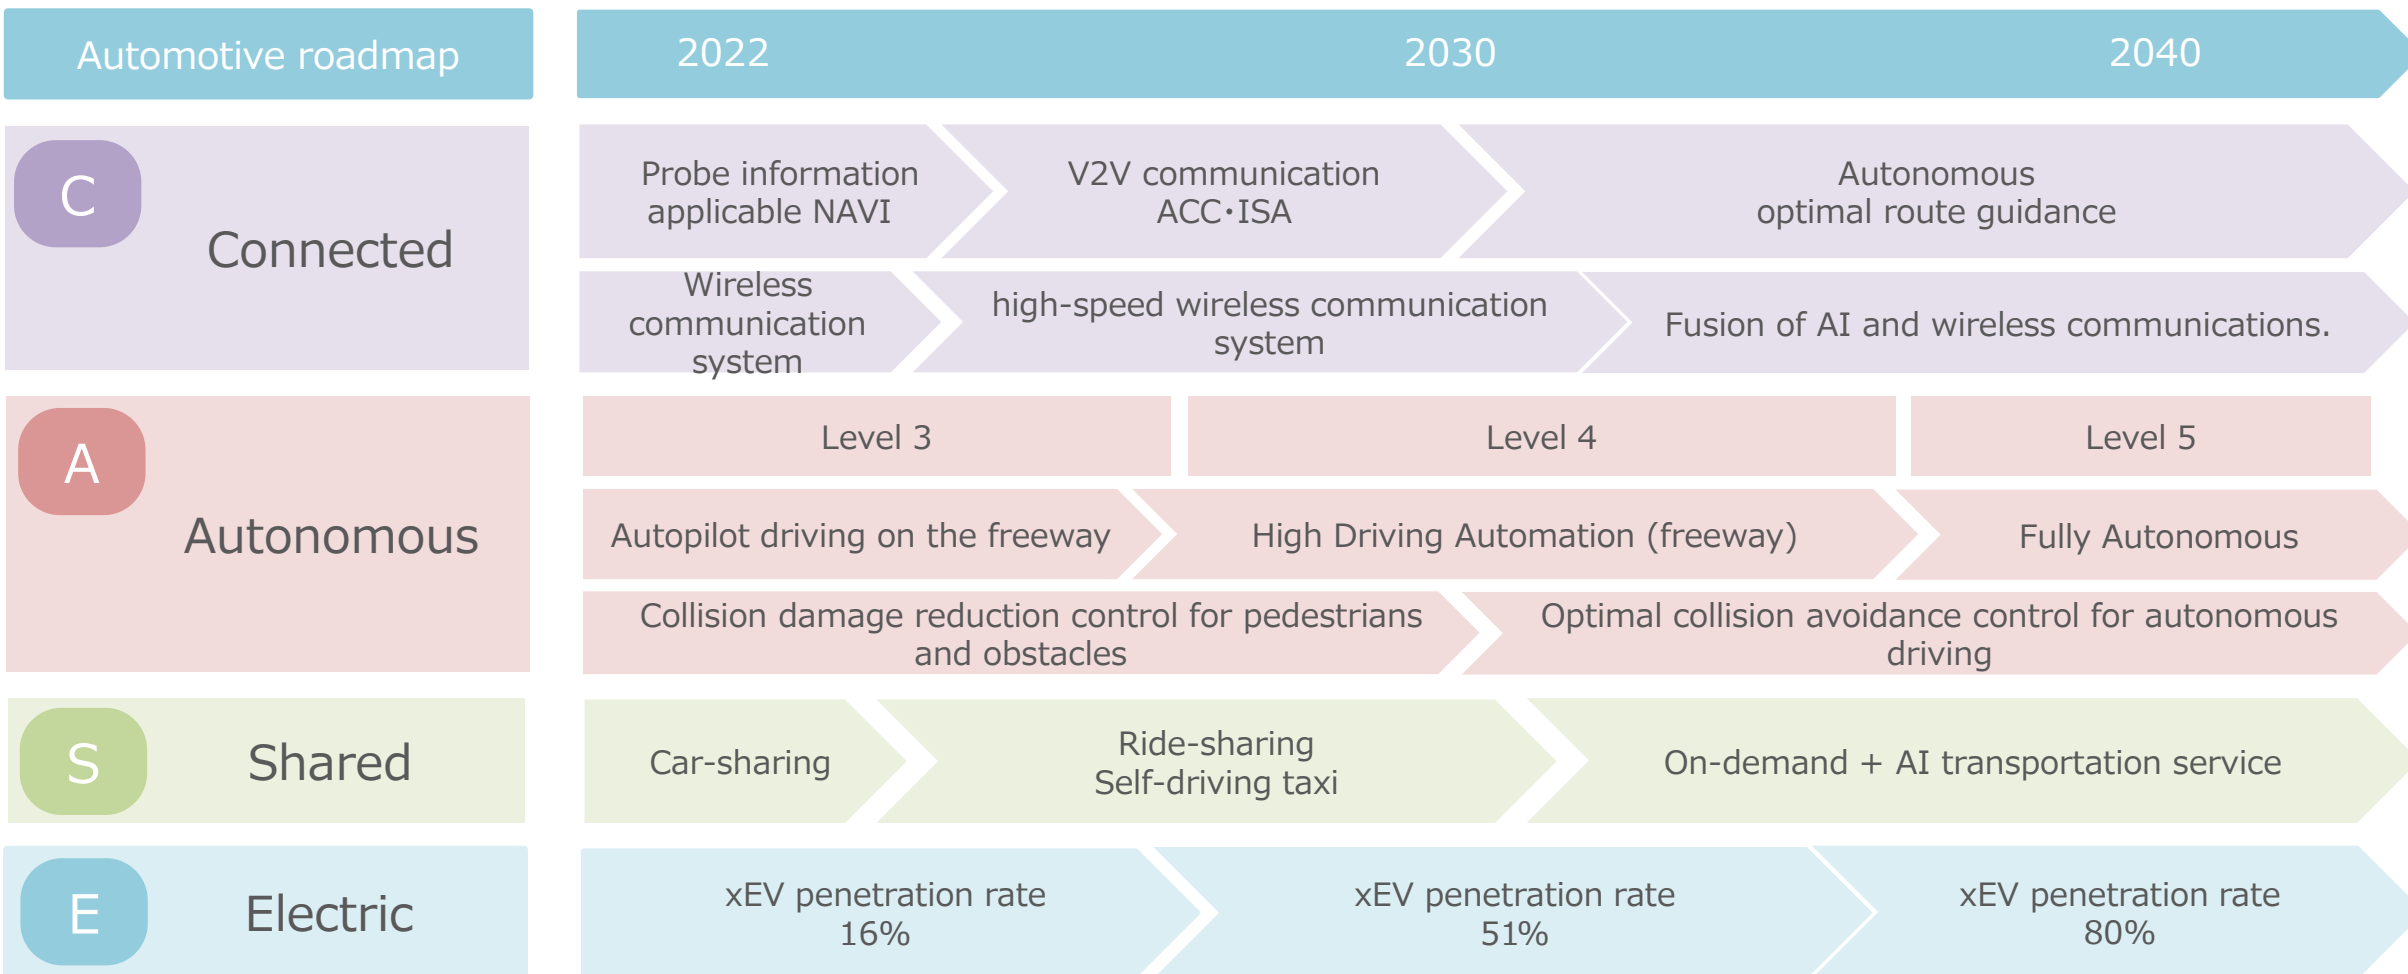 Automotive roadmap
2022
2030
2040
C
Connected
Probe information
applicable NAVI
V2V communication
ACC・ISA
Autonomous
optimal route guidance
Wireless
communication
system
high-speed wireless communication
system
Fusion of AI and wireless communications.
A
Autonomous
Level 3
Level 4
Level 5
Autopilot driving on the freeway
High Driving Automation (freeway)
Fully Autonomous
Collision damage reduction control for pedestrians
and obstacles
Optimal collision avoidance control for autonomous
driving
S
Shared
Car-sharing
Ride-sharing
Self-driving taxi
On-demand + AI transportation service
E
Electric
xEV penetration rate
16%
xEV penetration rate
51%
xEV penetration rate
80%